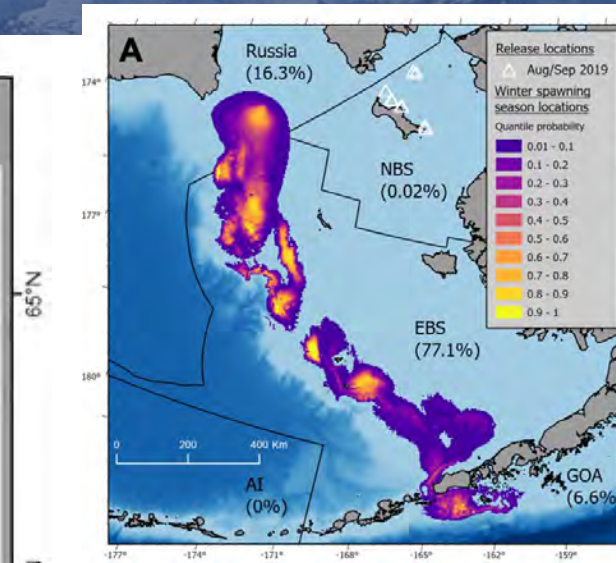 65°N
A
Russia
(16.3%)
NBS
(0.02%)
EBS
(77.1%)
AI
(0%)
GOA
(6.6%)
Release locations
Aug/Sep 2019
Winter spawning
season locations
Quantile probability
0.01 - 0.1
0.1 - 0.2
0.2 - 0.3
0.3 - 0.4
0.4 - 0.5
0.5 - 0.6
0.6 - 0.7
0.7 - 0.8
0.8 - 0.9
0.9 - 1
174°
177°
180°
0 200 400 Km
-177° -174° -171° -168° -165° -162° -159°